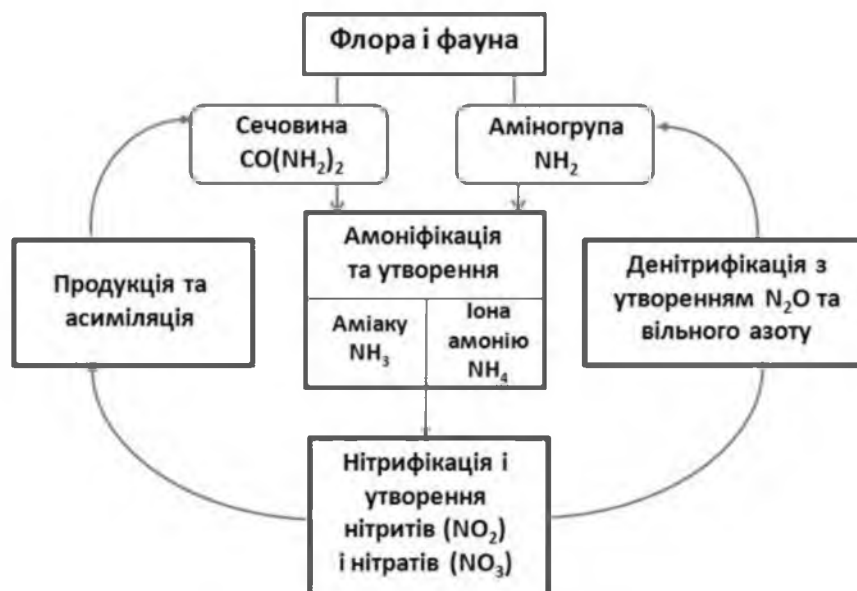 Флора і фауна
Сечовина
CO(NH₂)₂
Аміногрупа
NH₂
Амоніфікація
та утворення
Аміаку
NH₃
Іона
амонію
NH₄
Продукція та
асиміляція
Денітрифікація з
утворенням N₂O та
вільного азоту
Нітрифікація і
утворення
нітритів (NO₂)
і нітратів (NO₃)